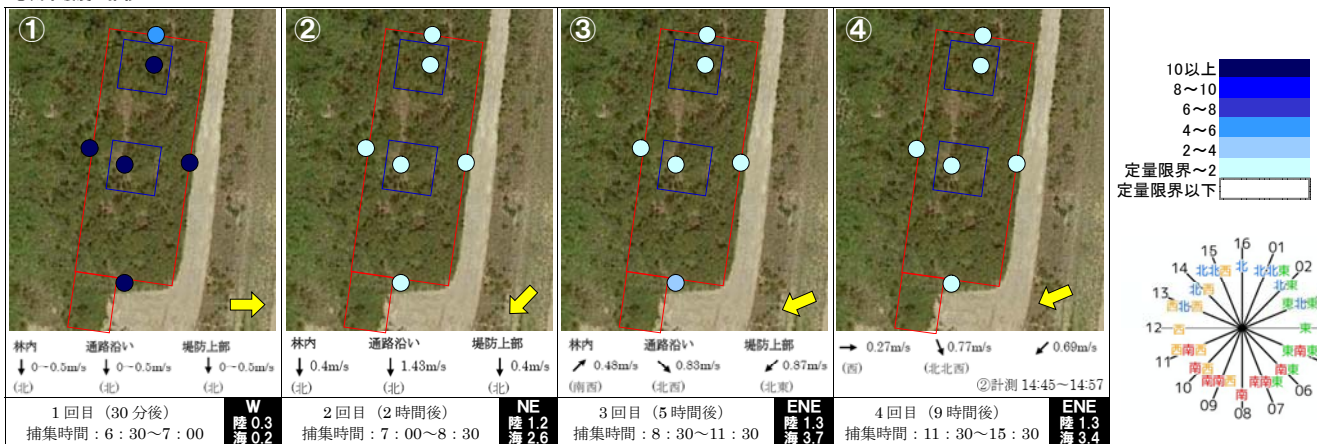 ①
②
③
④
林内 通路沿い 堤防上部
0〜0.5m/s 0〜0.5m/s 0〜0.5m/s
(北) (北) (北)
林内 通路沿い 堤防上部
0.4m/s 1.43m/s 0.4m/s
(北) (北) (北)
林内 通路沿い 堤防上部
0.48m/s 0.83m/s 0.87m/s
(南西) (北西) (北東)
0.27m/s 0.77m/s 0.69m/s
(西) (北北西)
②計測 14:45〜14:57
1回目(30分後)
捕集時間:6:30〜7:00
W
陸 0.3
海 0.2
2回目(2時間後)
捕集時間:7:00〜8:30
NE
陸 1.2
海 2.6
3回目(5時間後)
捕集時間:8:30〜11:30
ENE
陸 1.3
海 3.7
4回目(9時間後)
捕集時間:11:30〜15:30
ENE
陸 1.3
海 3.4
10以上
8〜10
6〜8
4〜6
2〜4
定量限界〜2
定量限界以下
16
北
01
北北東
02
北東
東北東
東
東南東
06
南東
07
南南東
08
南
09
南南西
10
南西
11
西南西
12
西
13
西北西
14
北西
15
北北西